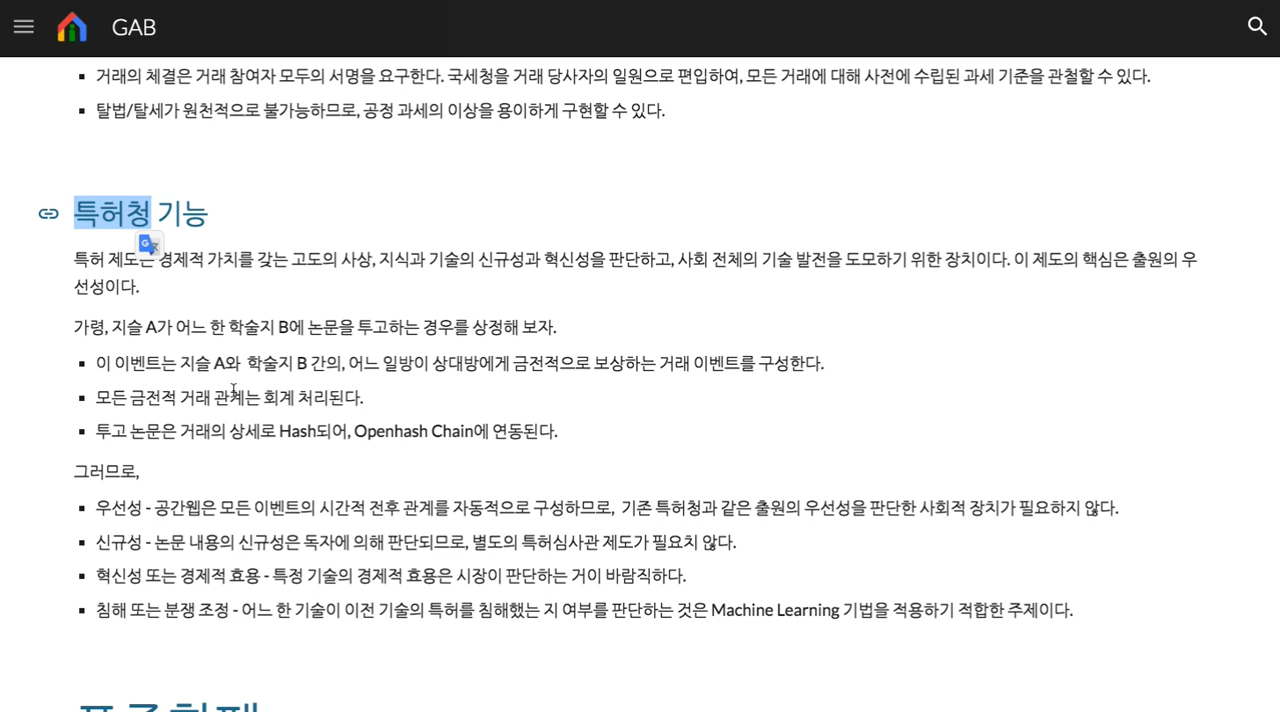 GAB
거래의 체결은 거래 참여자 모두의 서명을 요구한다. 국세청을 거래 당사자의 일원으로 편입하여, 모든 거래에 대해 사전에 수립된 과세 기준을 관철할 수 있다.
탈법/탈세가 원천적으로 불가능하므로, 공정 과세의 이상을 용이하게 구현할 수 있다.
특허청 기능
특허 제도는 경제적 가치를 갖는 고도의 사상, 지식과 기술의 신규성과 혁신성을 판단하고, 사회 전체의 기술 발전을 도모하기 위한 장치이다. 이 제도의 핵심은 출원의 우
선성이다.
가령, 지슬 A가 어느 한 학술지 B에 논문을 투고하는 경우를 상정해 보자.
이 이벤트는 지슬 A와 학술지 B 간의, 어느 일방이 상대방에게 금전적으로 보상하는 거래 이벤트를 구성한다.
모든 금전적 거래 관계는 회계 처리된다.
투고 논문은 거래의 상세로 Hash되어, Openhash Chain에 연동된다.
그러므로,
우선성 - 공간웹은 모든 이벤트의 시간적 전후 관계를 자동적으로 구성하므로, 기존 특허청과 같은 출원의 우선성을 판단한 사회적 장치가 필요하지 않다.
신규성 - 논문 내용의 신규성은 독자에 의해 판단되므로, 별도의 특허심사관 제도가 필요치 않다.
혁신성 또는 경제적 효용 - 특정 기술의 경제적 효용은 시장이 판단하는 거이 바람직하다.
침해 또는 분쟁 조정 - 어느 한 기술이 이전 기술의 특허를 침해했는 지 여부를 판단하는 것은 Machine Learning 기법을 적용하기 적합한 주제이다.